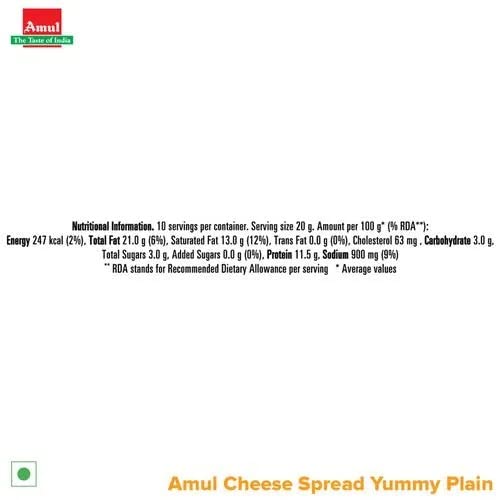 Amul
The Taste of India
Nutritional Information. 10 servings per container. Serving size 20 g. Amount per 100 g* (% RDA**):
Energy 247 kcal (2%), Total Fat 21.0 g (6%), Saturated Fat 13.0 g (12%), Trans Fat 0.0 g (0%), Cholesterol 63 mg , Carbohydrate 3.0 g,
Total Sugars 3.0 g, Added Sugars 0.0 g (0%), Protein 11.5 g, Sodium 900 mg (9%)
** RDA stands for Recommended Dietary Allowance per serving * Average values
Amul Cheese Spread Yummy Plain